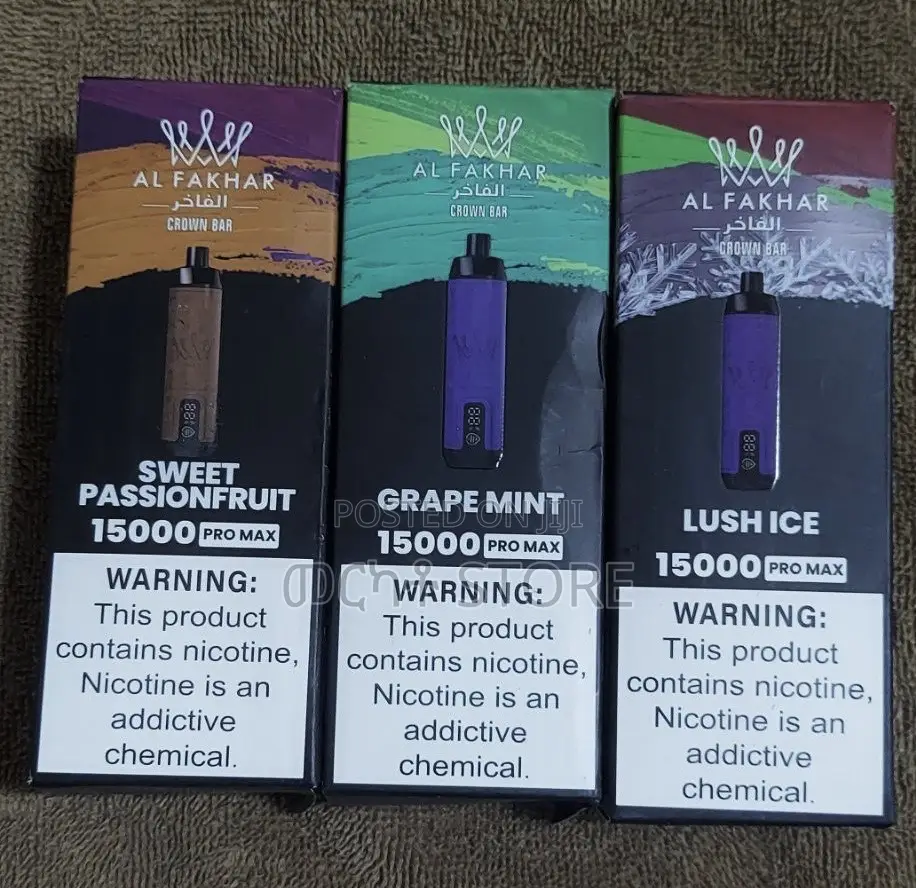 AL FAKHAR
الفاخر
CROWN BAR
SWEET
PASSIONFRUIT
15000 PRO MAX
WARNING:
This product
contains nicotine,
Nicotine is an
addictive
chemical.
AL FAKHAR
الفاخر
CROWN BAR
GRAPE MINT
15000 PRO MAX
WARNING:
This product
contains nicotine,
Nicotine is an
addictive
chemical.
AL FAKHAR
الفاخر
CROWN BAR
LUSH ICE
15000 PRO MAX
WARNING:
This product
contains nicotine,
Nicotine is an
addictive
chemical.
POSTED ON JIJI
STORE